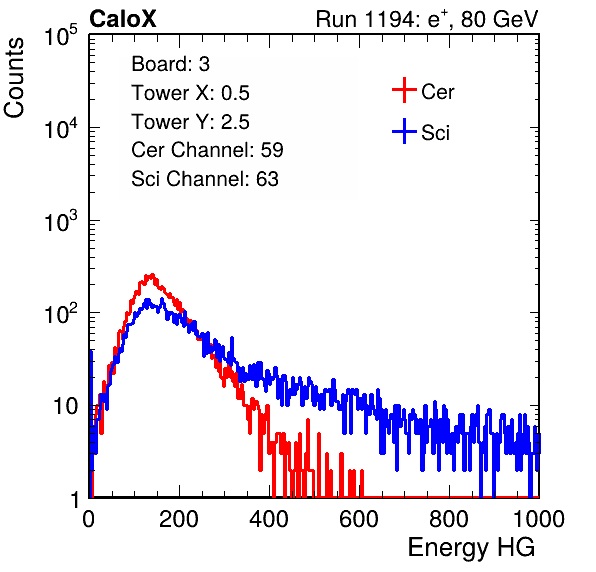 CaloX Run 1194: e⁺, 80 GeV
Counts
10⁵
10⁴
10³
10²
10
1
Board: 3
Tower X: 0.5
Tower Y: 2.5
Cer Channel: 59
Sci Channel: 63
Cer
Sci
0 200 400 600 800 1000
Energy HG